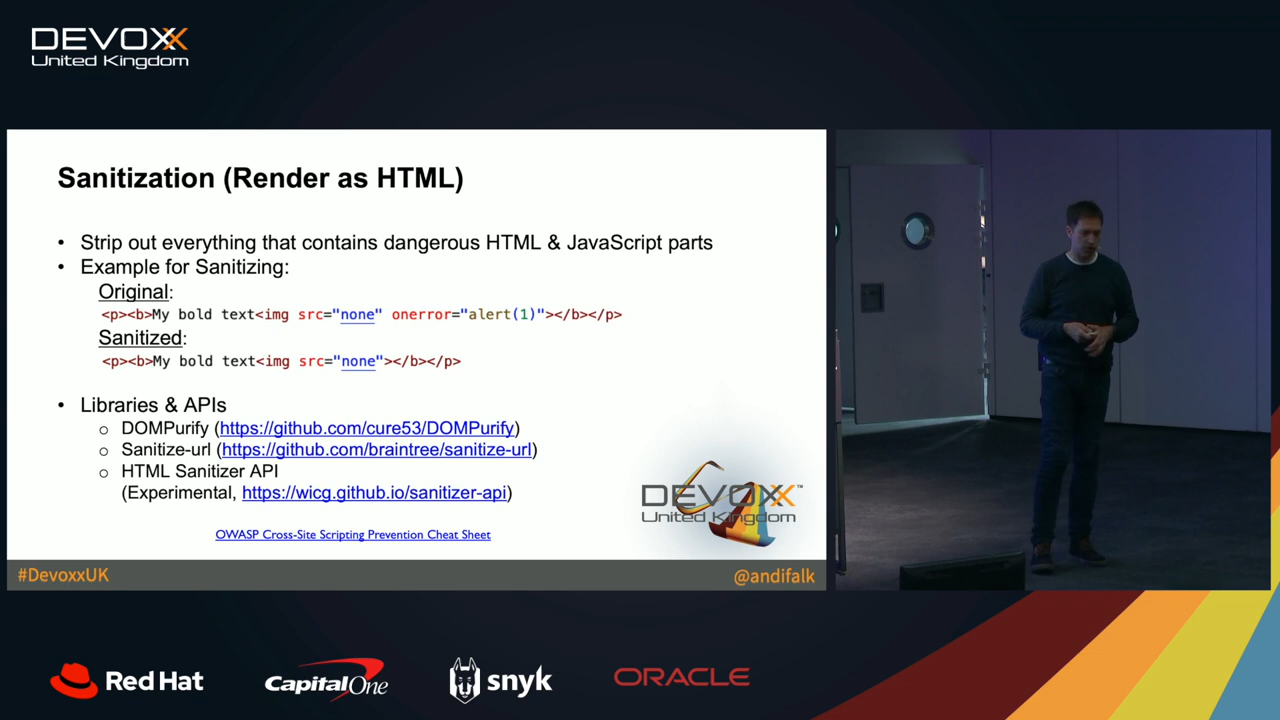 DEVOXX
United Kingdom
Sanitization (Render as HTML)
• Strip out everything that contains dangerous HTML & JavaScript parts
• Example for Sanitizing:
Original:
<p><b>My bold text<img src="none" onerror="alert(1)"></b></p>
Sanitized:
<p><b>My bold text<img src="none"></b></p>
• Libraries & APIs
o DOMPurify (https://github.com/cure53/DOMPurify)
o Sanitize-url (https://github.com/braintree/sanitize-url)
o HTML Sanitizer API
(Experimental, https://wicg.github.io/sanitizer-api)
DEVOXX™
United Kingdom
OWASP Cross-Site Scripting Prevention Cheat Sheet
#DevoxxUK
@andifalk
Red Hat
Capital One
snyk
ORACLE